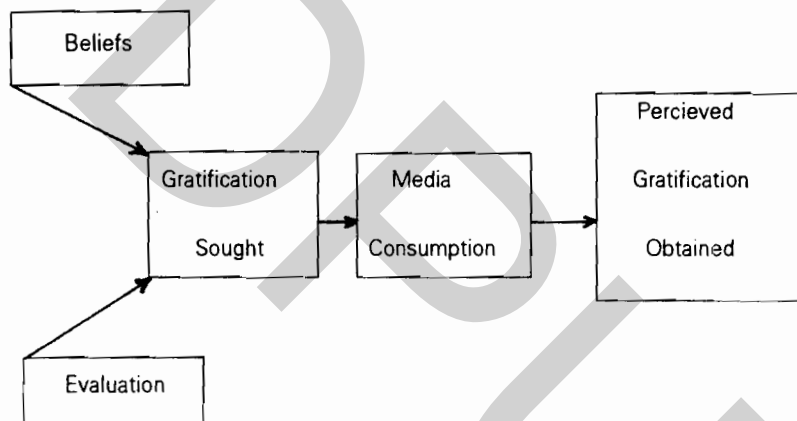 Beliefs
Gratification
Sought
Media
Consumption
Percieved
Gratification
Obtained
Evaluation